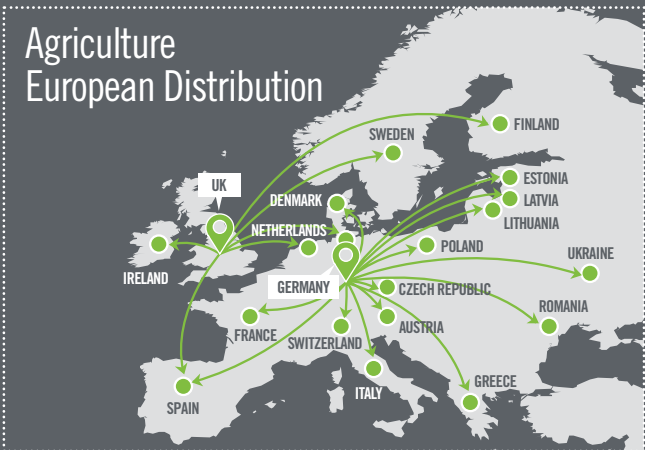 Agriculture
European Distribution
FINLAND
SWEDEN
UK
ESTONIA
DENMARK
LATVIA
LITHUANIA
NETHERLANDS
POLAND
UKRAINE
IRELAND
GERMANY
CZECH REPUBLIC
ROMANIA
FRANCE
SWITZERLAND
AUSTRIA
GREECE
ITALY
SPAIN